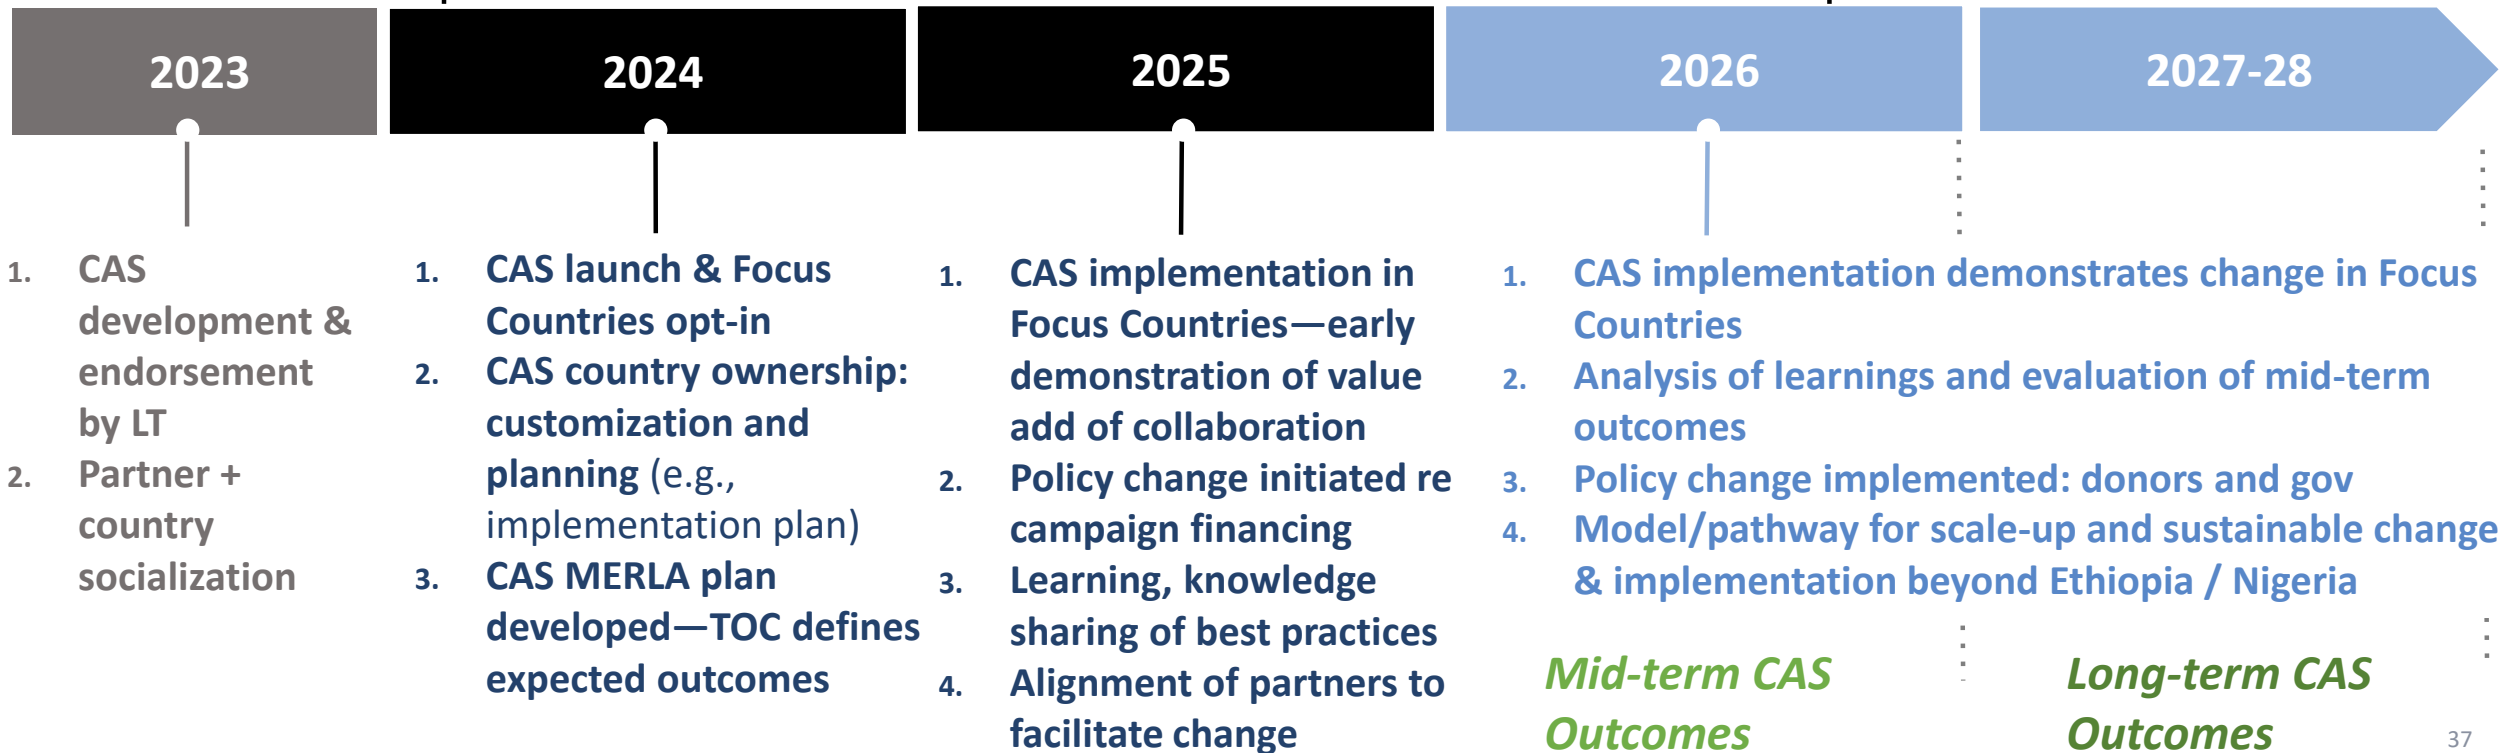 2023
2024
2025
2026
2027-28
1. CAS
development &
endorsement
by LT
2. Partner +
country
socialization
1. CAS launch & Focus
Countries opt-in
2. CAS country ownership:
customization and
planning (e.g.,
implementation plan)
3. CAS MERLA plan
developed—TOC defines
expected outcomes
1. CAS implementation in
Focus Countries—early
demonstration of value
add of collaboration
2. Policy change initiated re
campaign financing
3. Learning, knowledge
sharing of best practices
4. Alignment of partners to
facilitate change
1. CAS implementation demonstrates change in Focus
Countries
2. Analysis of learnings and evaluation of mid-term
outcomes
3. Policy change implemented: donors and gov
4. Model/pathway for scale-up and sustainable change
& implementation beyond Ethiopia / Nigeria
Mid-term CAS
Outcomes
Long-term CAS
Outcomes
37